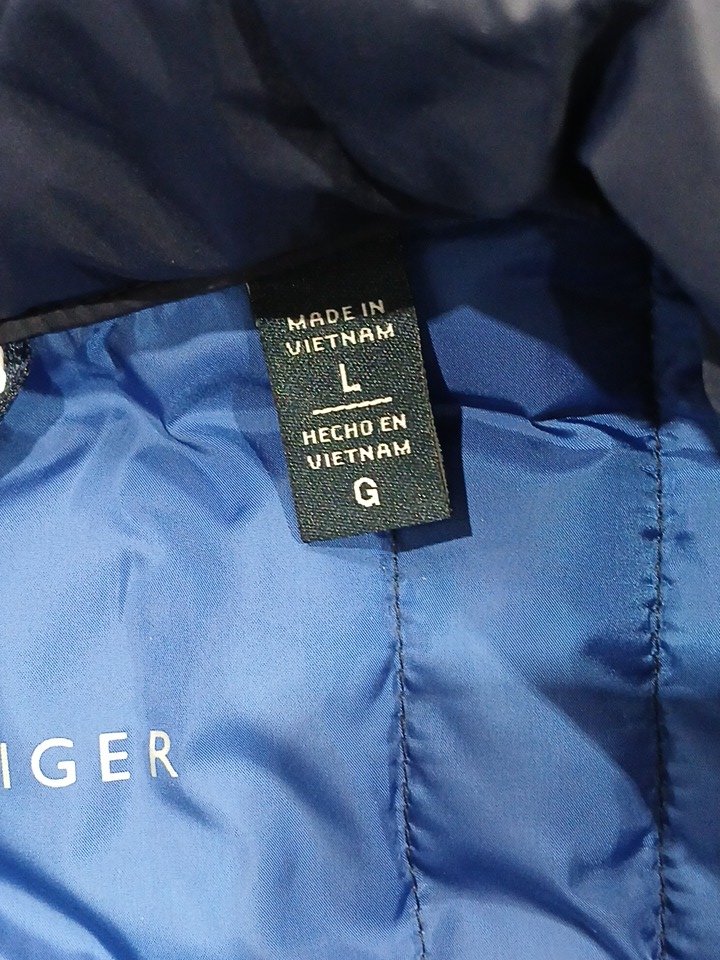 MADE IN
VIETNAM
L
HECHO EN
VIETNAM
G
IGER